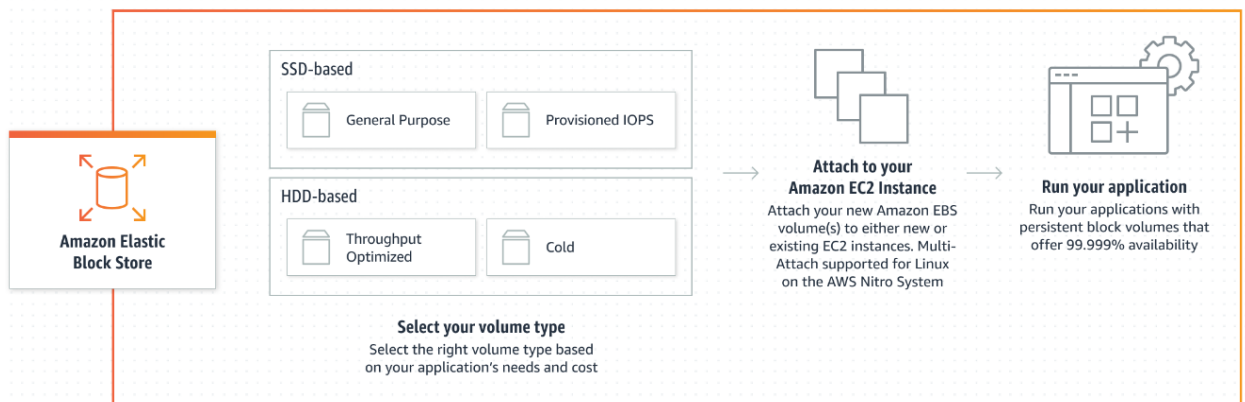 Amazon Elastic
Block Store
SSD-based
General Purpose
Provisioned IOPS
HDD-based
Throughput
Optimized
Cold
Select your volume type
Select the right volume type based
on your application's needs and cost
Attach to your
Amazon EC2 Instance
Attach your new Amazon EBS
volume(s) to either new or
existing EC2 instances. Multi-
Attach supported for Linux
on the AWS Nitro System
Run your application
Run your applications with
persistent block volumes that
offer 99.999% availability